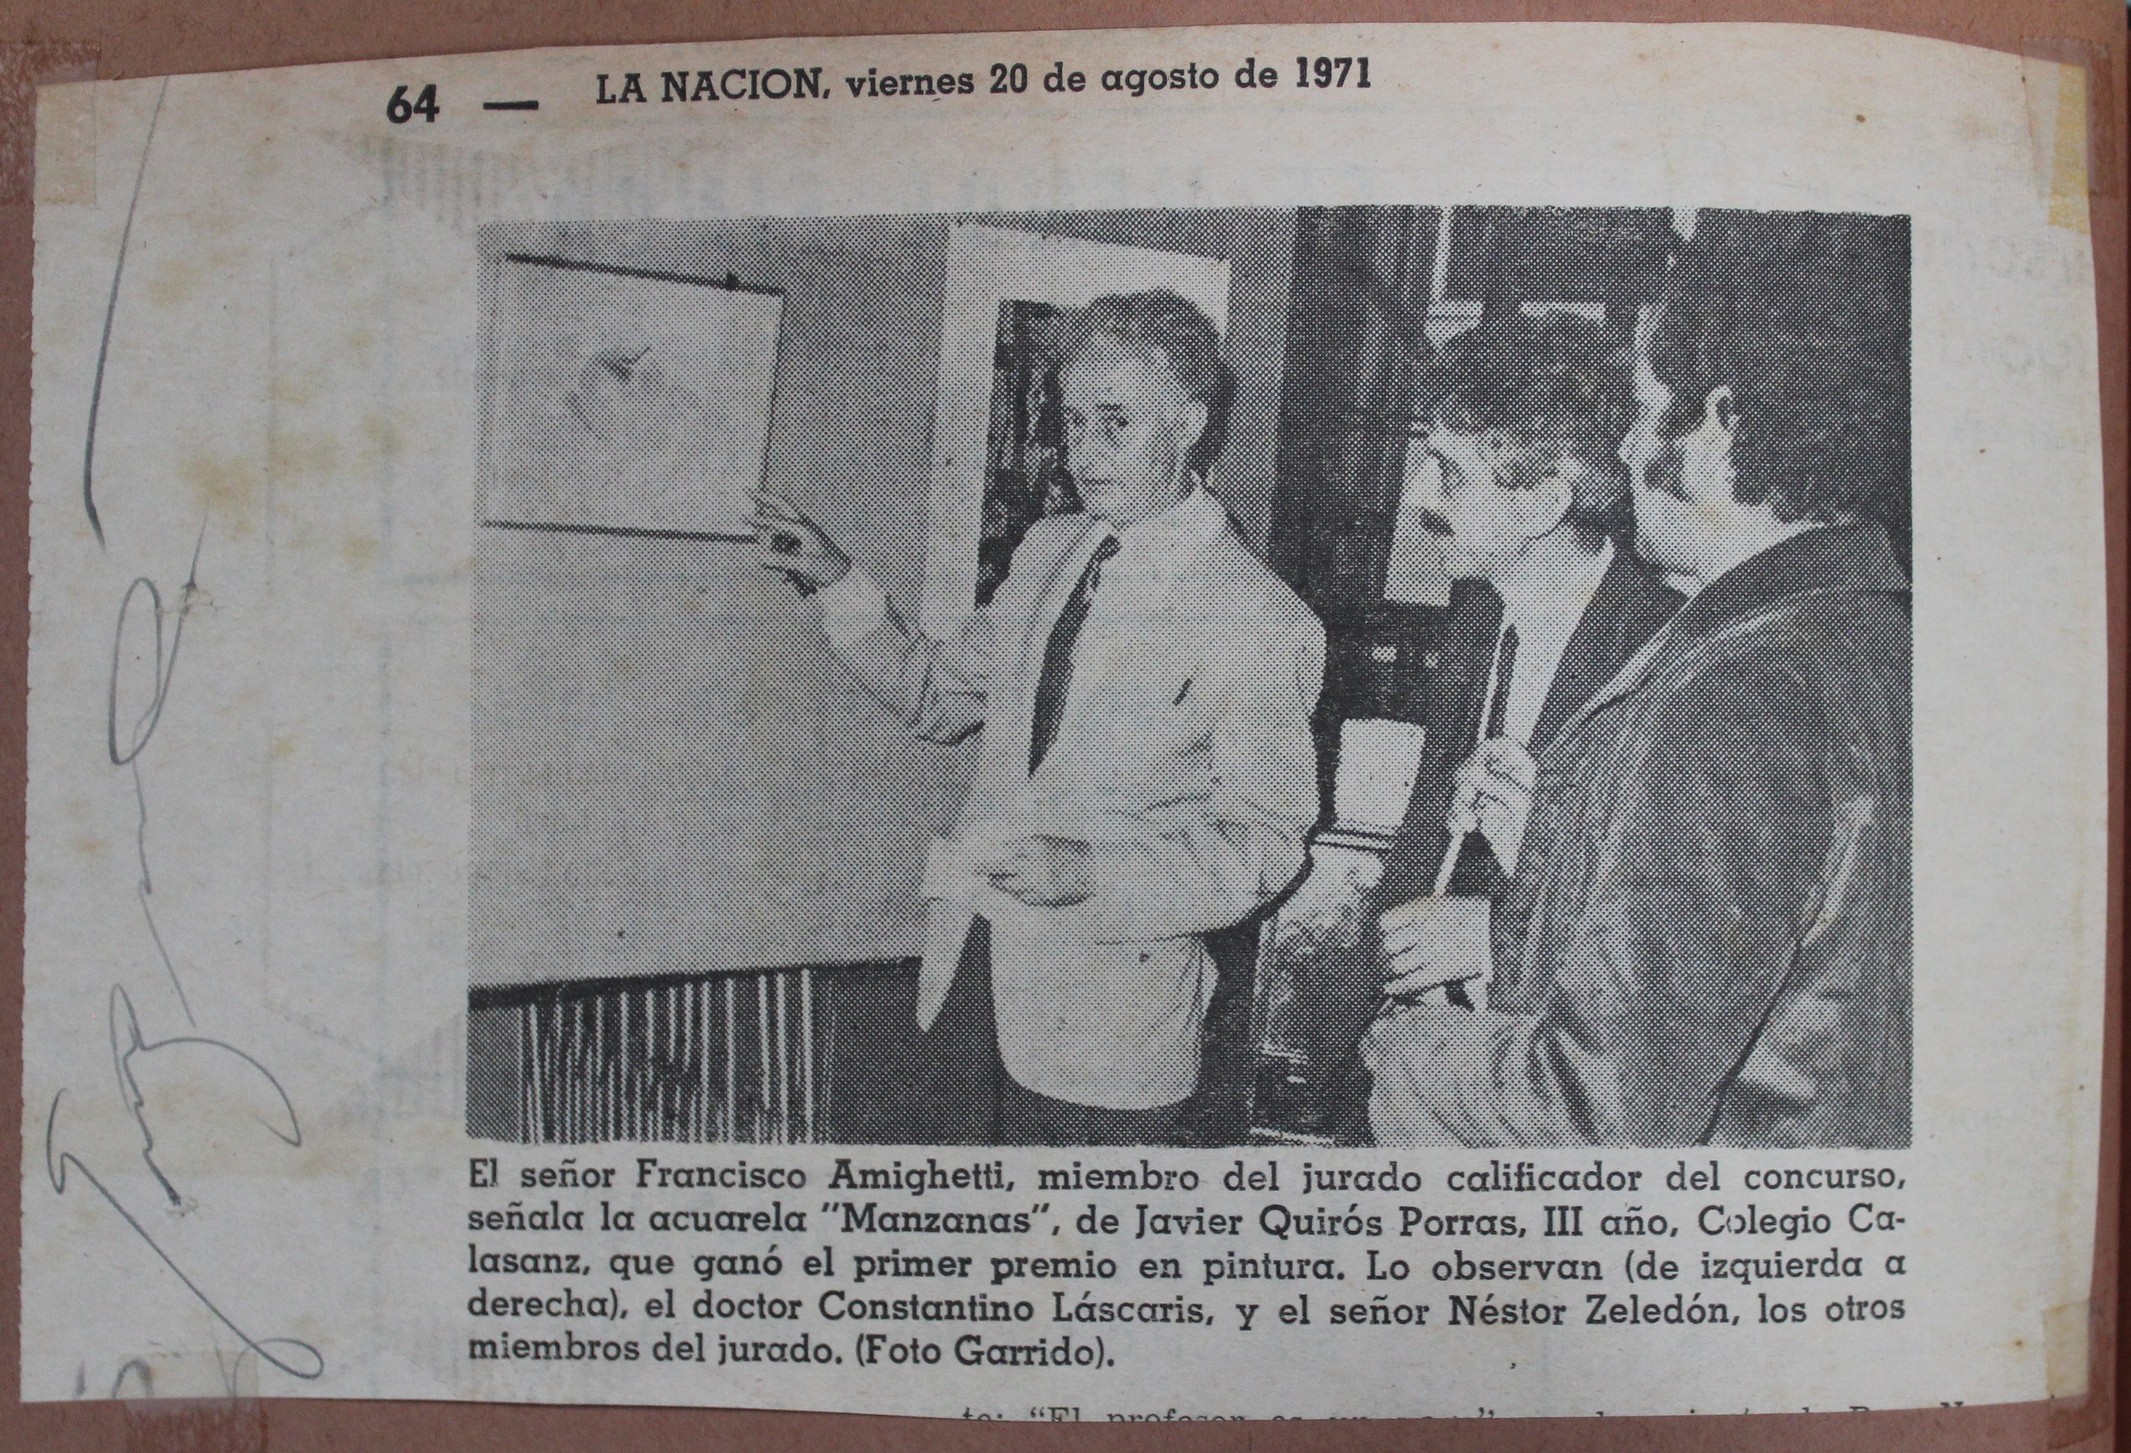 64 — LA NACION, viernes 20 de agosto de 1971
El señor Francisco Amighetti, miembro del jurado calificador del concurso,
señala la acuarela "Manzanas", de Javier Quirós Porras, III año, Colegio Ca-
lasanz, que ganó el primer premio en pintura. Lo observan (de izquierda a
derecha), el doctor Constantino Láscaris, y el señor Néstor Zeledón, los otros
miembros del jurado. (Foto Garrido).
"El profesor